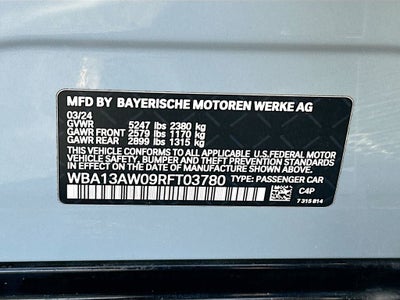 MFD BY BAYERISCHE MOTOREN WERKE AG
03/24
GVWR 5247 lbs 2380 kg
GAWR FRONT 2579 lbs 1170 kg
GAWR REAR 2899 lbs 1315 kg
THIS VEHICLE CONFORMS TO ALL APPLICABLE U.S.FEDERAL MOTOR
VEHICLE SAFETY, BUMPER, AND THEFT PREVENTION STANDARDS
IN EFFECT ON THE DATE OF MANUFACTURE SHOWN ABOVE.
WBA13AW09RFT03780 TYPE: PASSENGER CAR
C4P
7 315 814